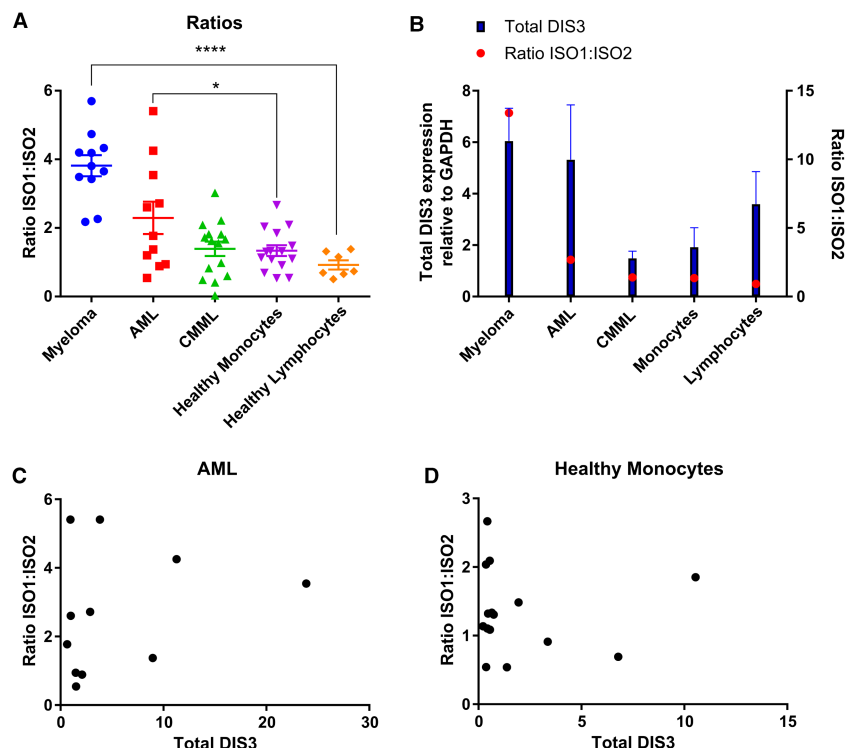 A
Ratios
****
*
Ratio ISO1:ISO2
6
4
2
0
Myeloma
AML
CMML
Healthy Monocytes
Healthy Lymphocytes
B
Total DIS3
Ratio ISO1:ISO2
Total DIS3 expression
relative to GAPDH
8
6
4
2
0
15
10
5
0
Ratio ISO1:ISO2
Myeloma
AML
CMML
Monocytes
Lymphocytes
C
AML
Ratio ISO1:ISO2
6
4
2
0
0
10
20
30
Total DIS3
D
Healthy Monocytes
Ratio ISO1:ISO2
3
2
1
0
0
5
10
15
Total DIS3